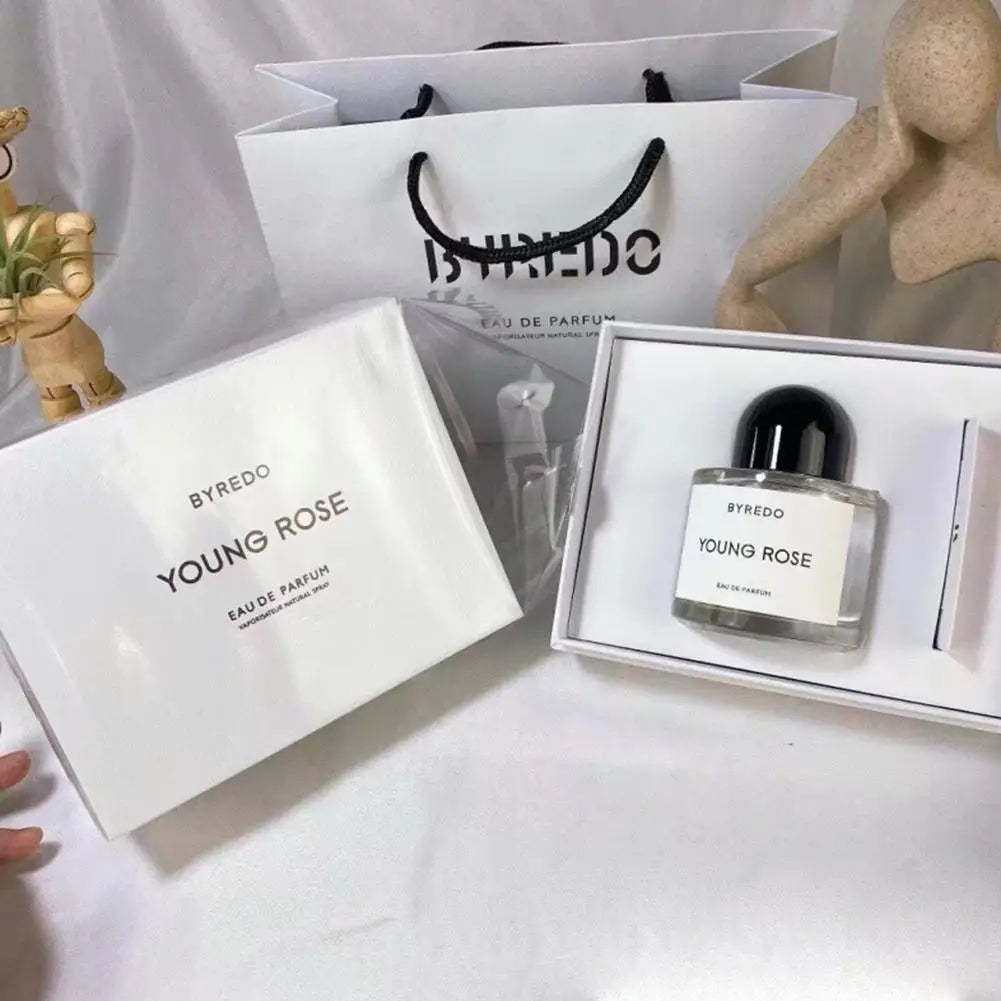 BYREDO
EAU DE PARFUM
VAPORISATEUR NATURAL SPRAY
BYREDO
YOUNG ROSE
EAU DE PARFUM
VAPORISATEUR NATURAL SPRAY
BYREDO
YOUNG ROSE
EAU DE PARFUM